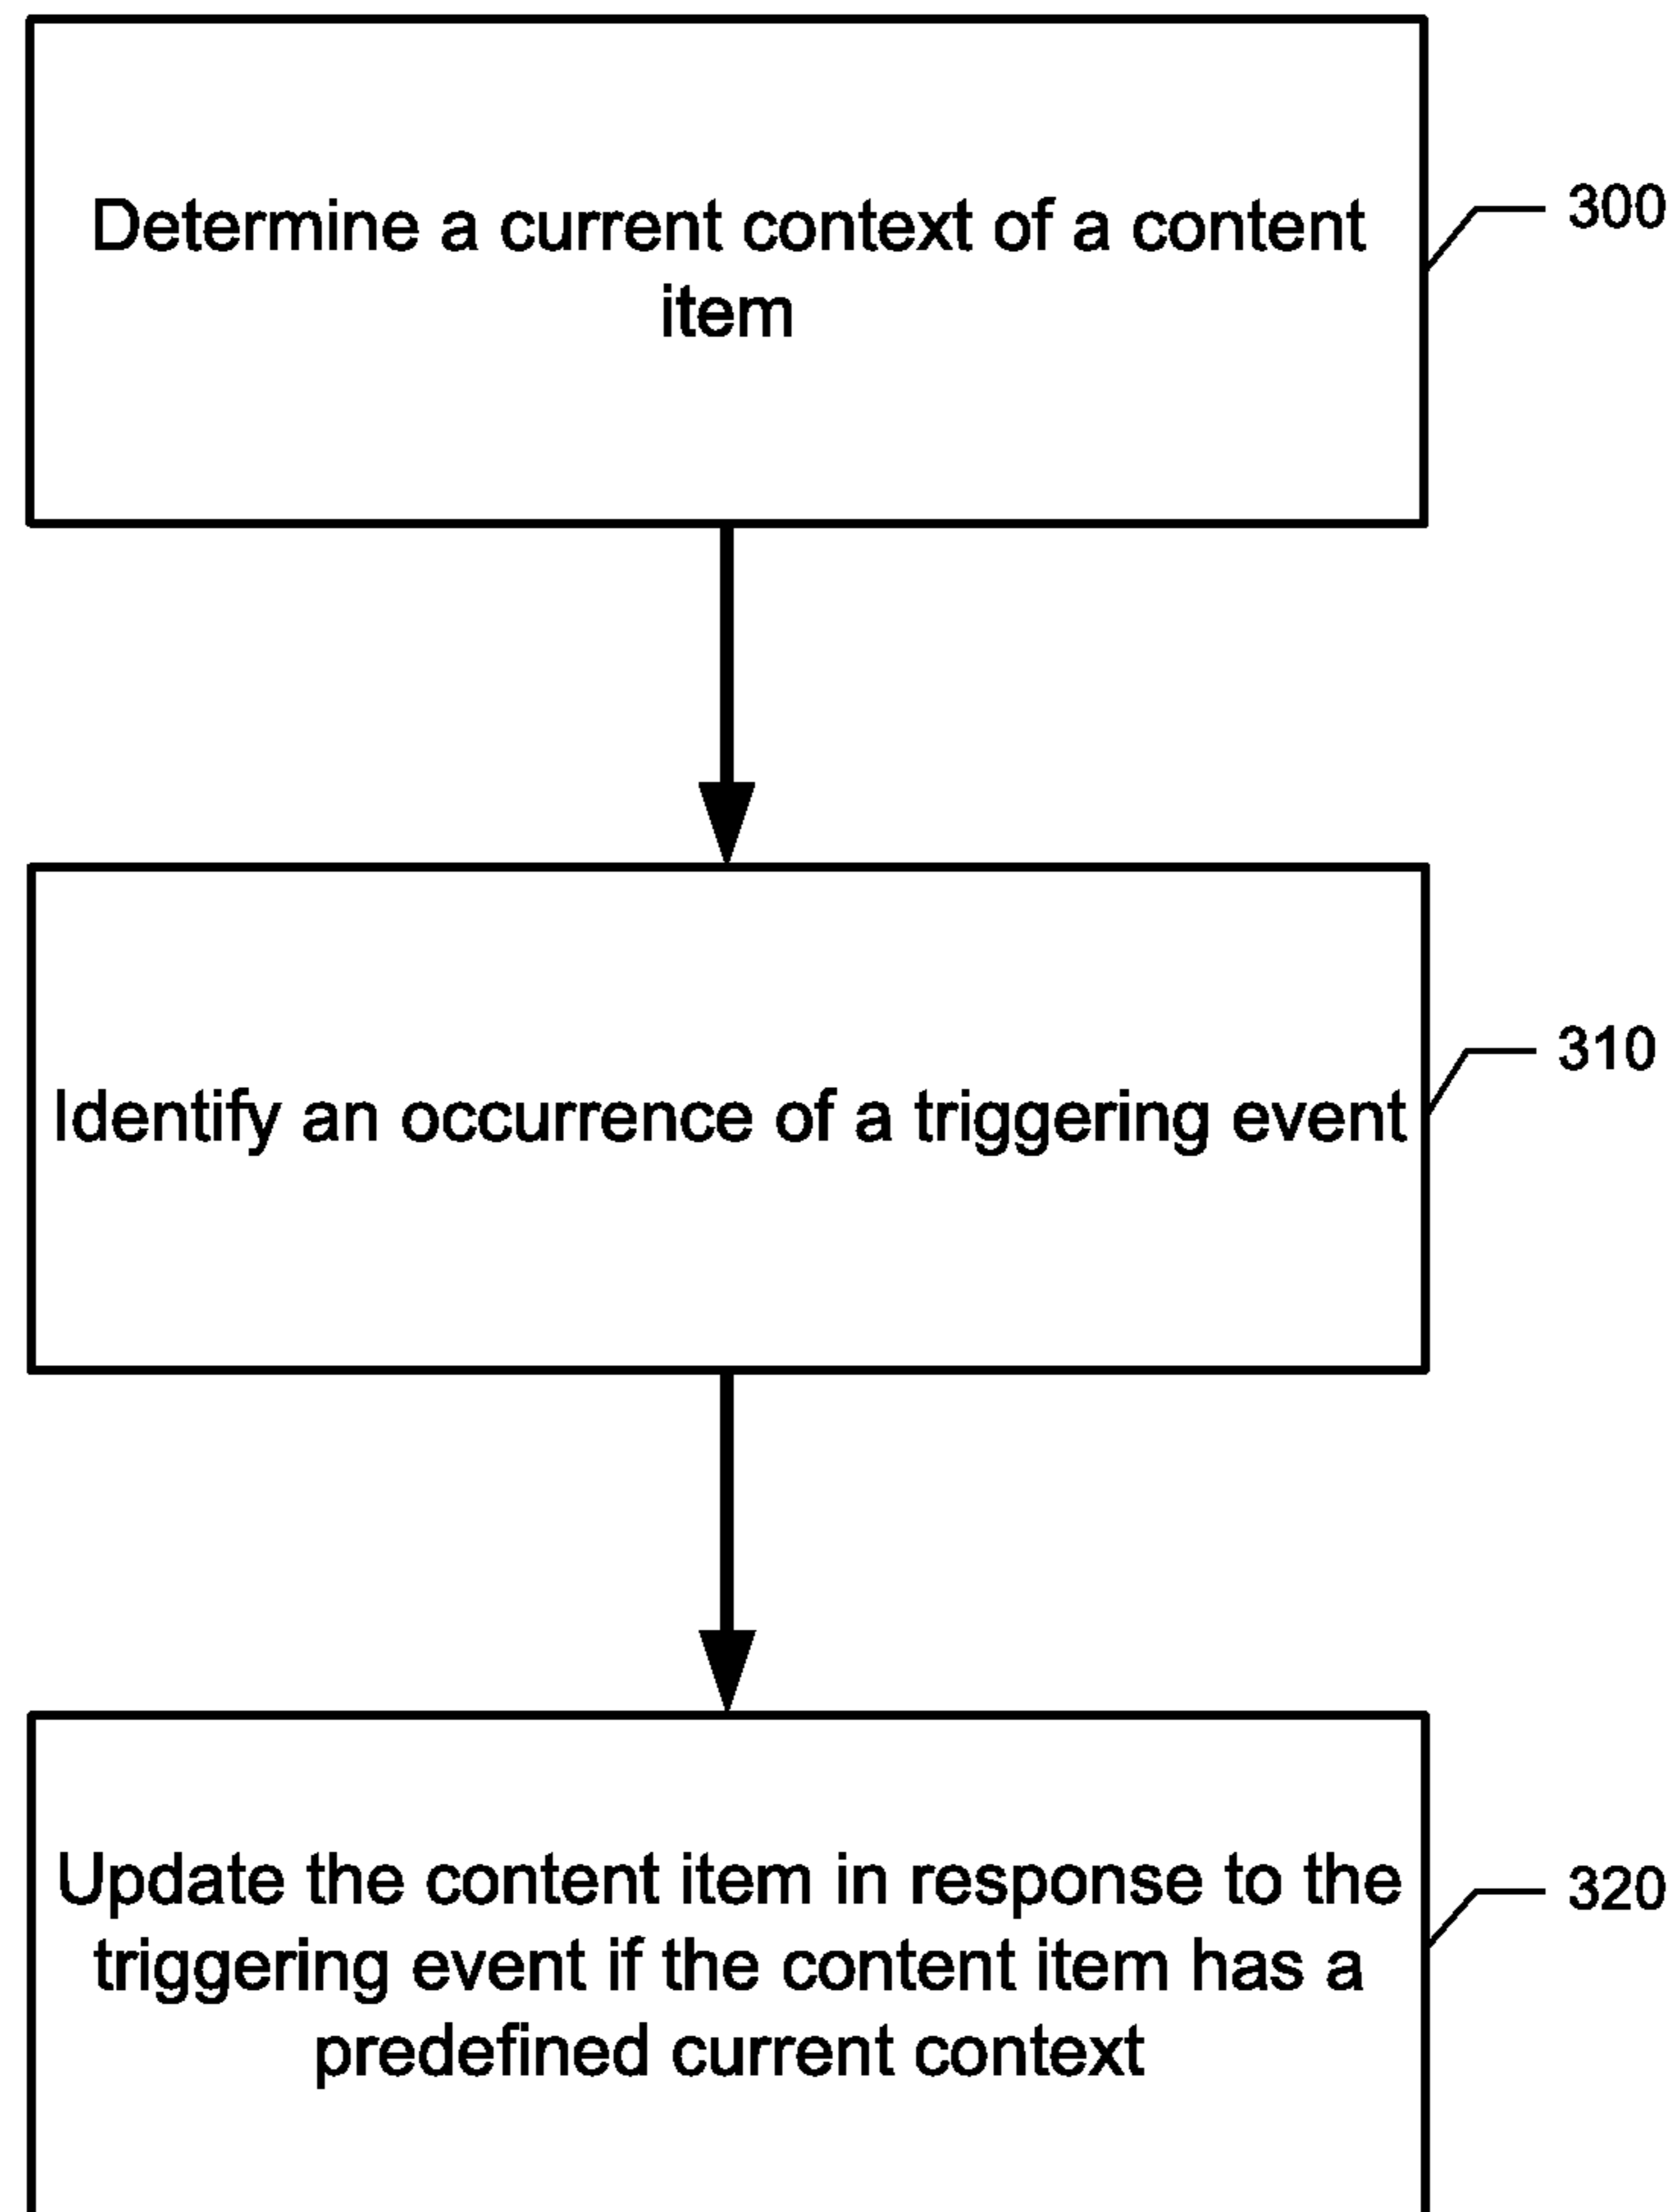 Determine a current context of a content
item
300
Identify an occurrence of a triggering event
310
Update the content item in response to the
triggering event if the content item has a
predefined current context
320